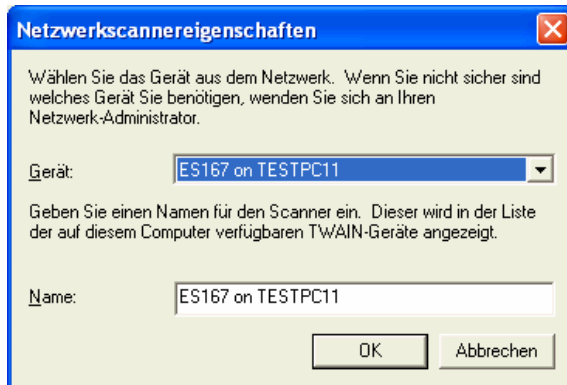 Netzwerkscannereigenschaften
Wählen Sie das Gerät aus dem Netzwerk. Wenn Sie nicht sicher sind
welches Gerät Sie benötigen, wenden Sie sich an Ihren
Netzwerk-Administrator.
Gerät: ES167 on TESTPC11
Geben Sie einen Namen für den Scanner ein. Dieser wird in der Liste
der auf diesem Computer verfügbaren TWAIN-Geräte angezeigt.
Name: ES167 on TESTPC11
OK Abbrechen